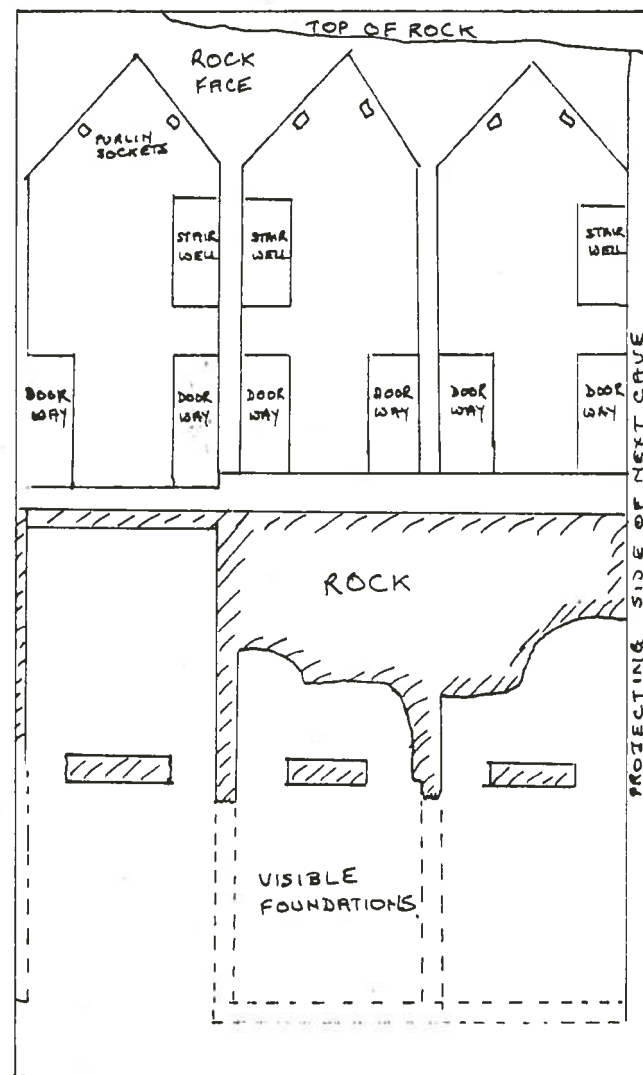 TOP OF ROCK
ROCK
FACE
PURLIN
SOCKETS
STAIR
WELL
STAIR
WELL
STAIR
WELL
DOOR
WAY
DOOR
WAY
DOOR
WAY
DOOR
WAY
DOOR
WAY
DOOR
WAY
PROJECTING SIDE OF NEXT CAVE
ROCK
VISIBLE
FOUNDATIONS.